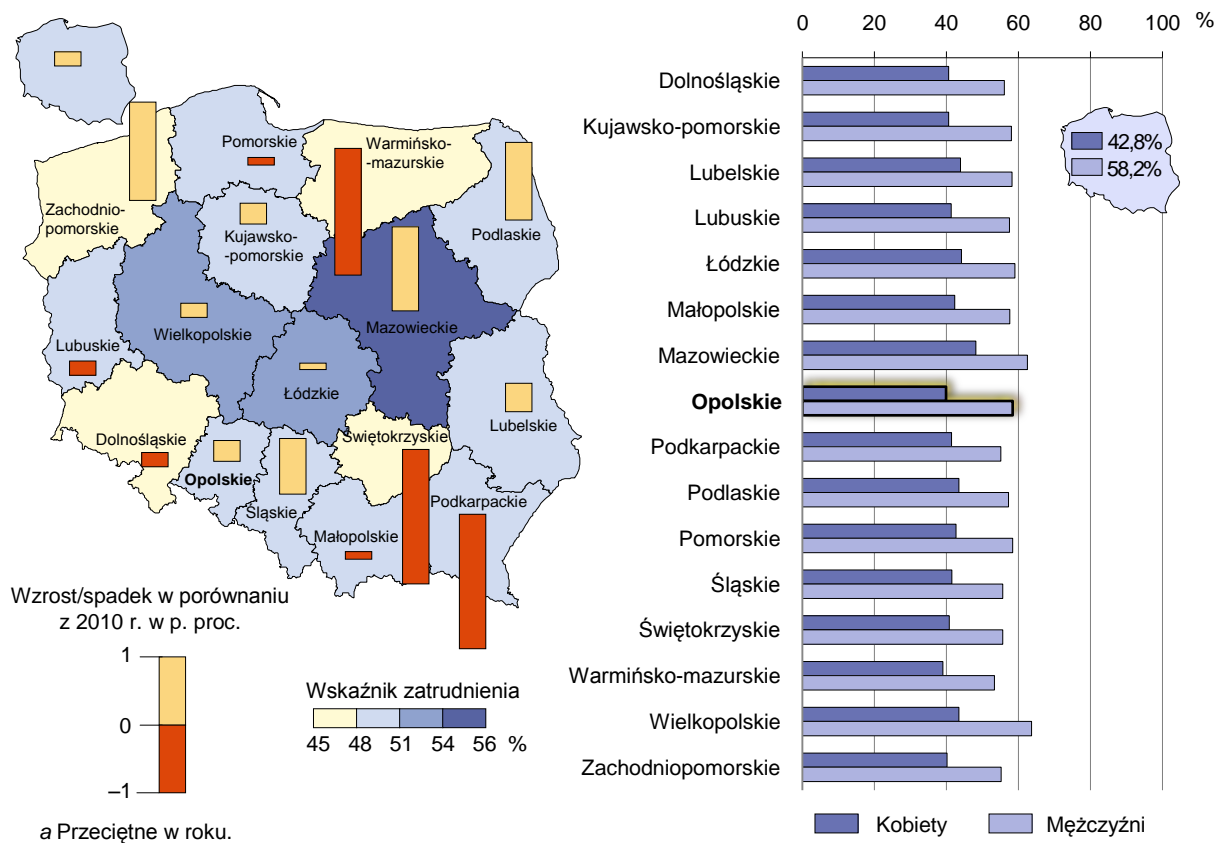 Pomorskie
Warmińsko-
-mazurskie
Zachodnio-
pomorskie
Kujawsko-
-pomorskie
Podlaskie
Wielkopolskie
Mazowieckie
Lubuskie
Łódzkie
Dolnośląskie
Opolskie
Śląskie
Świętokrzyskie
Lubelskie
Małopolskie
Podkarpackie
Wzrost/spadek w porównaniu
z 2010 r. w p. proc.
1
0
–1
Wskaźnik zatrudnienia
45 48 51 54 56 %
a Przeciętne w roku.
0 20 40 60 80 100 %
Dolnośląskie
Kujawsko-pomorskie
Lubelskie
Lubuskie
Łódzkie
Małopolskie
Mazowieckie
Opolskie
Podkarpackie
Podlaskie
Pomorskie
Śląskie
Świętokrzyskie
Warmińsko-mazurskie
Wielkopolskie
Zachodniopomorskie
42,8%
58,2%
Kobiety Mężczyźni